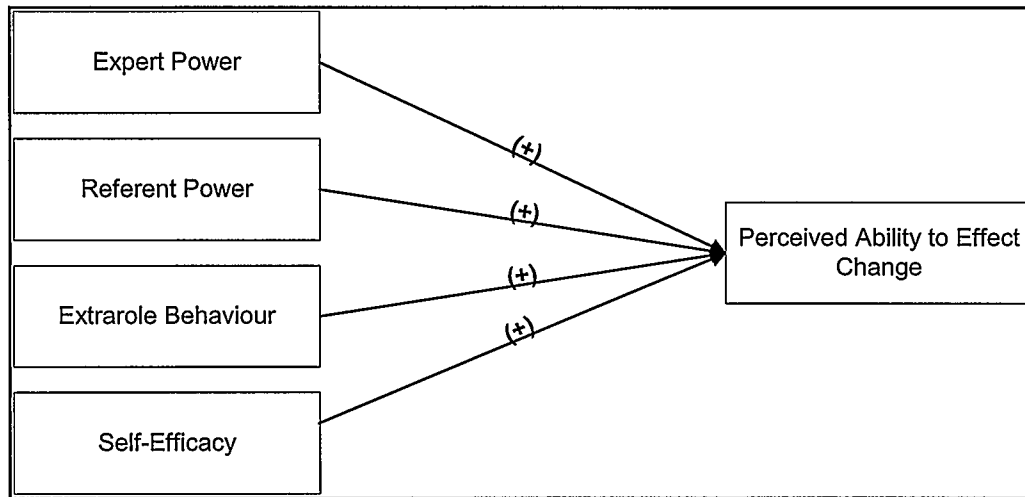 Expert Power
(+)
Referent Power
(+)
Perceived Ability to Effect
Change
(+)
Extrarole Behaviour
(+)
Self-Efficacy